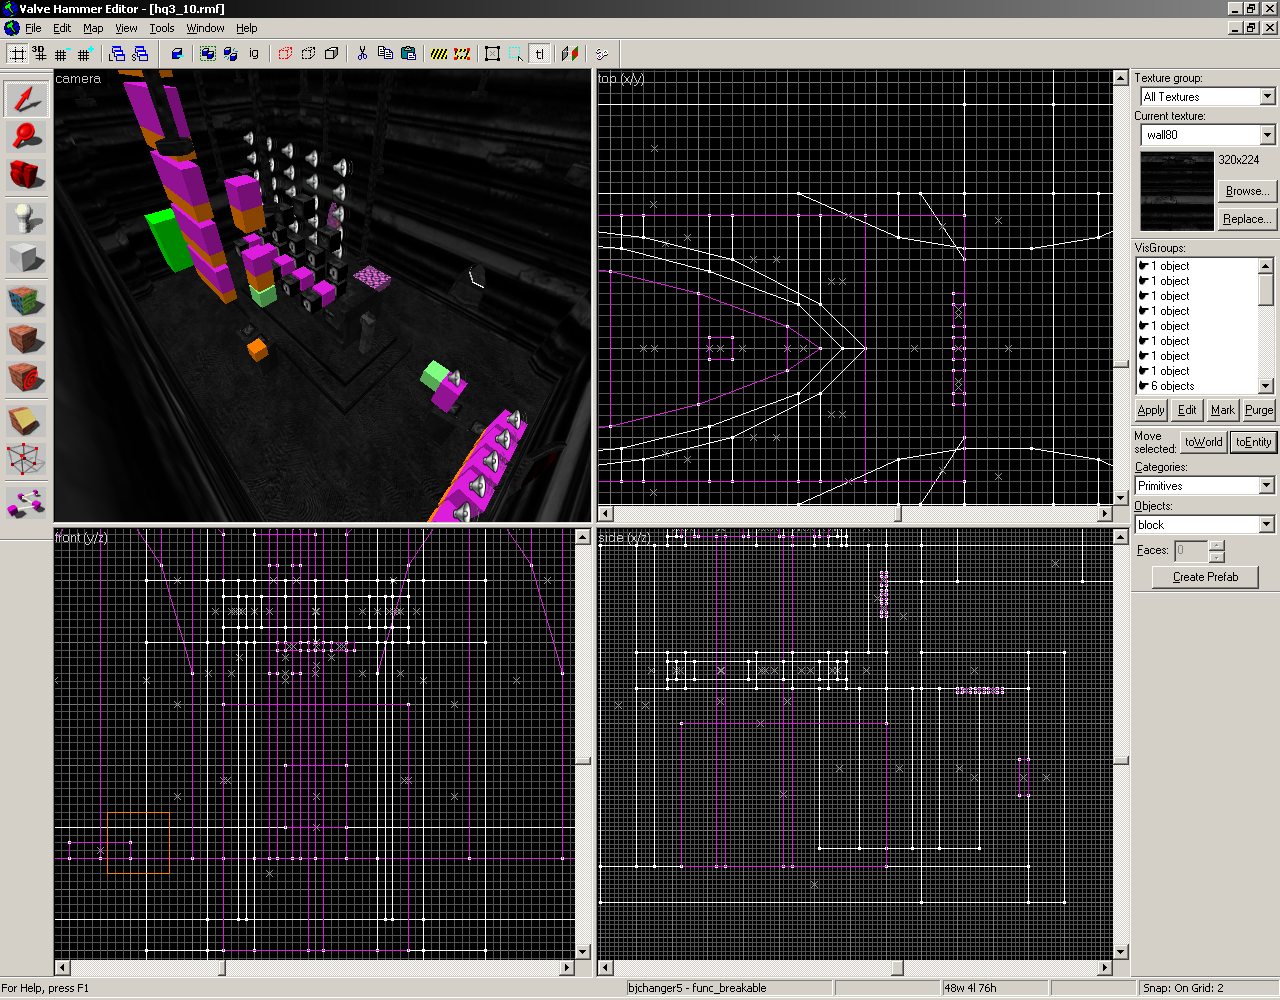 Valve Hammer Editor - [hq3_10.rmf]
File Edit Map View Tools Window Help
3D ig tl
camera
top (x/y)
front (y/z)
side (x/z)
Texture group:
All Textures
Current texture:
wall80
320x224
Browse...
Replace...
VisGroups:
1 object
1 object
1 object
1 object
1 object
1 object
1 object
1 object
6 objects
Apply Edit Mark Purge
Move selected: toWorld toEntity
Categories:
Primitives
Objects:
block
Faces: 0
Create Prefab
For Help, press F1
bjchanger5 - func_breakable
48w 4l 76h
Snap: On Grid: 2